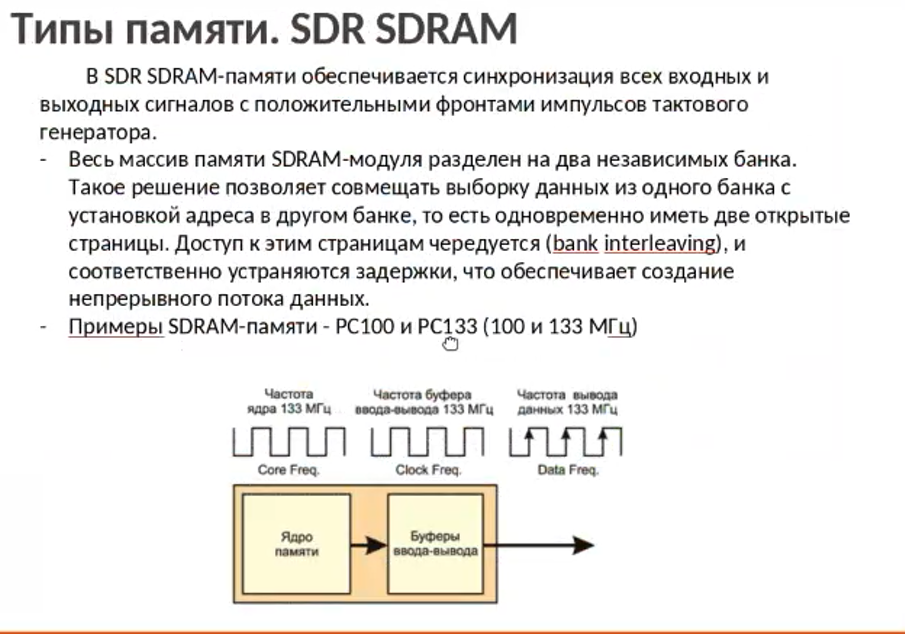 Типы памяти. SDR SDRAM
В SDR SDRAM-памяти обеспечивается синхронизация всех входных и
выходных сигналов с положительными фронтами импульсов тактового
генератора.
- Весь массив памяти SDRAM-модуля разделен на два независимых банка.
Такое решение позволяет совмещать выборку данных из одного банка с
установкой адреса в другом банке, то есть одновременно иметь две открытые
страницы. Доступ к этим страницам чередуется (bank interleaving), и
соответственно устраняются задержки, что обеспечивает создание
непрерывного потока данных.
- Примеры SDRAM-памяти - PC100 и PC133 (100 и 133 МГц)
Частота
ядра 133 МГц
Частота буфера
ввода-вывода 133 МГц
Частота вывода
данных 133 МГц
Core Freq.
Clock Freq.
Data Freq.
Ядро
памяти
Буферы
ввода-вывода